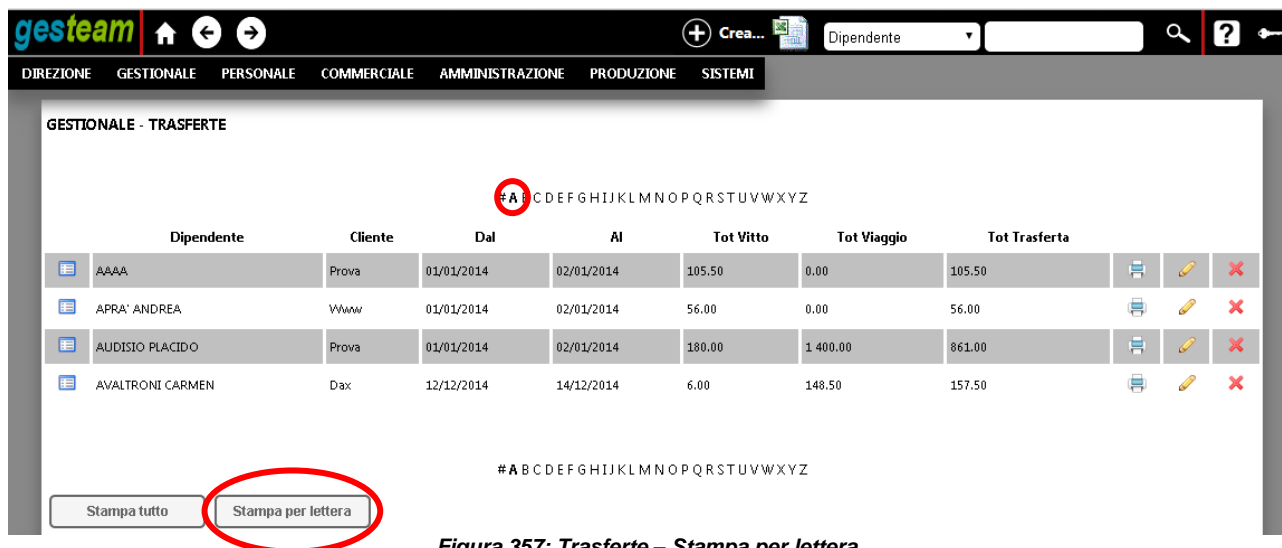 gesteam Crea... Dipendente ?
DIREZIONE GESTIONALE PERSONALE COMMERCIALE AMMINISTRAZIONE PRODUZIONE SISTEMI
GESTIONALE - TRASFERTE
# A B C D E F G H I J K L M N O P Q R S T U V W X Y Z
Dipendente Cliente Dal Al Tot Vitto Tot Viaggio Tot Trasferta
AAAA Prova 01/01/2014 02/01/2014 105.50 0.00 105.50
APRA' ANDREA Www 01/01/2014 02/01/2014 56.00 0.00 56.00
AUDISIO PLACIDO Prova 01/01/2014 02/01/2014 180.00 1 400.00 861.00
AVALTRONI CARMEN Dax 12/12/2014 14/12/2014 6.00 148.50 157.50
# A B C D E F G H I J K L M N O P Q R S T U V W X Y Z
Stampa tutto Stampa per lettera
Figura 357: Trasferte – Stampa per lettera